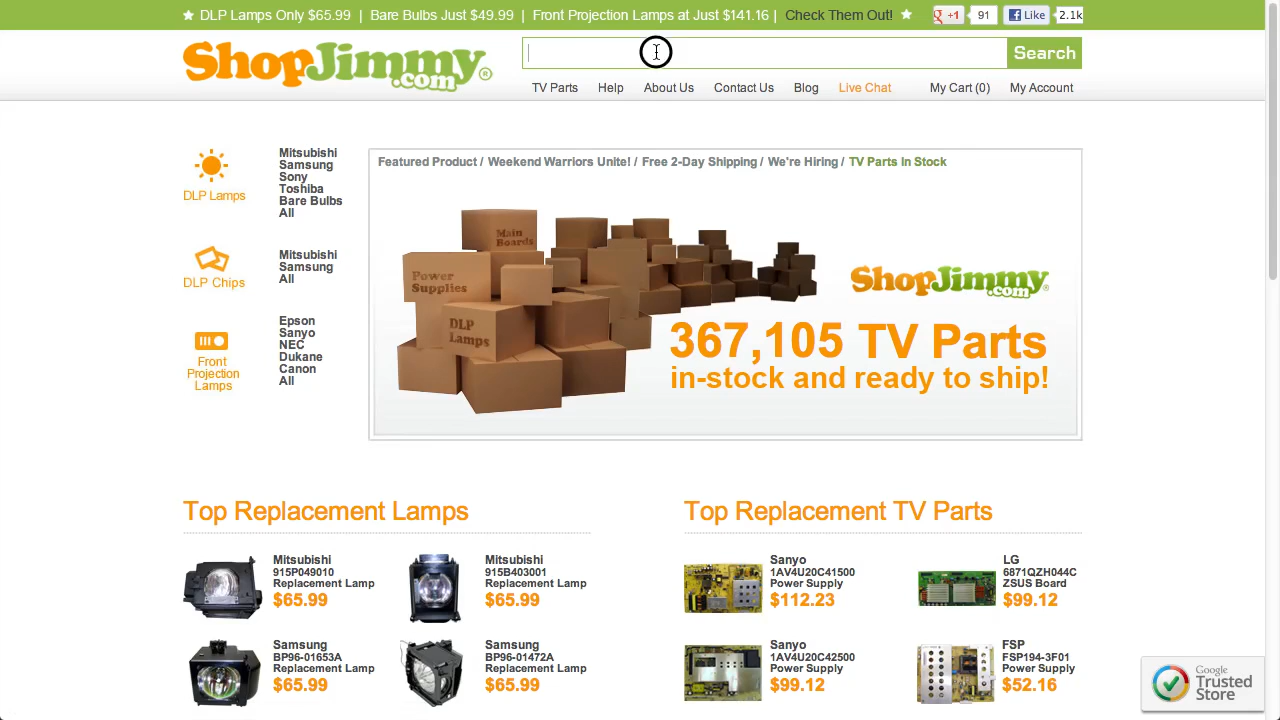 DLP Lamps Only $65.99 | Bare Bulbs Just $49.99 | Front Projection Lamps at Just $141.16 | Check Them Out!
+1 91 Like 2.1k
ShopJimmy.com®
Search
TV Parts Help About Us Contact Us Blog Live Chat My Cart (0) My Account
DLP Lamps
Mitsubishi
Samsung
Sony
Toshiba
Bare Bulbs
All
DLP Chips
Mitsubishi
Samsung
All
Front
Projection
Lamps
Epson
Sanyo
NEC
Dukane
Canon
All
Featured Product / Weekend Warriors Unite! / Free 2-Day Shipping / We're Hiring / TV Parts In Stock
Main
Boards
Power
Supplies
DLP
Lamps
ShopJimmy.com®
367,105 TV Parts
in-stock and ready to ship!
Top Replacement Lamps
Mitsubishi
915P049010
Replacement Lamp
$65.99
Mitsubishi
915B403001
Replacement Lamp
$65.99
Samsung
BP96-01653A
Replacement Lamp
$65.99
Samsung
BP96-01472A
Replacement Lamp
$65.99
Top Replacement TV Parts
Sanyo
1AV4U20C41500
Power Supply
$112.23
LG
6871QZH044C
ZSUS Board
$99.12
Sanyo
1AV4U20C42500
Power Supply
$99.12
FSP
FSP194-3F01
Power Supply
$52.16
Google
Trusted
Store